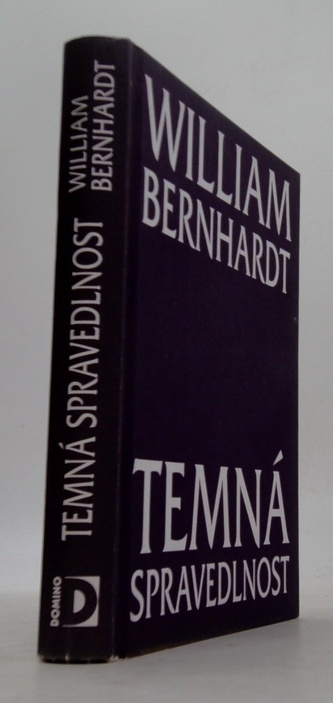 WILLIAM
BERNHARDT
TEMNÁ SPRAVEDLNOST
DOMINO
D
WILLIAM
BERNHARDT
TEMNÁ
SPRAVEDLNOST